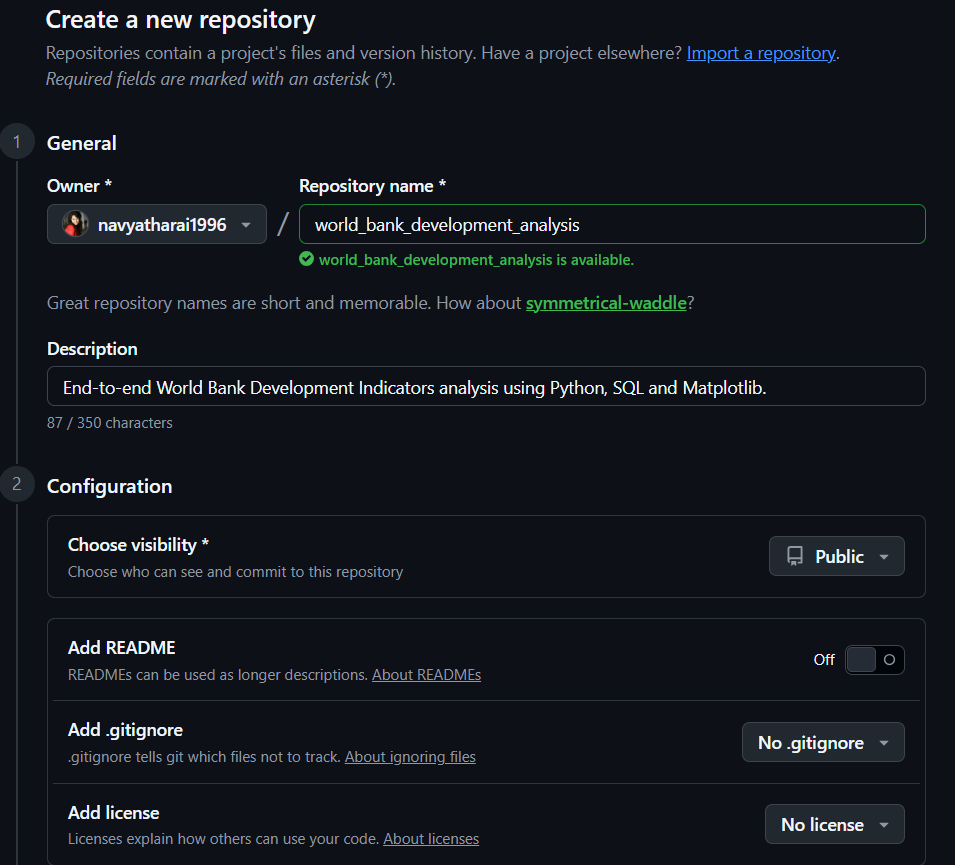 Create a new repository
Repositories contain a project's files and version history. Have a project elsewhere? Import a repository.
Required fields are marked with an asterisk (*).
1
General
Owner *
Repository name *
navyatharai1996
/
world_bank_development_analysis
world_bank_development_analysis is available.
Great repository names are short and memorable. How about symmetrical-waddle?
Description
End-to-end World Bank Development Indicators analysis using Python, SQL and Matplotlib.
87 / 350 characters
2
Configuration
Choose visibility *
Choose who can see and commit to this repository
Public
Add README
READMEs can be used as longer descriptions. About READMEs
Off
Add .gitignore
.gitignore tells git which files not to track. About ignoring files
No .gitignore
Add license
Licenses explain how others can use your code. About licenses
No license